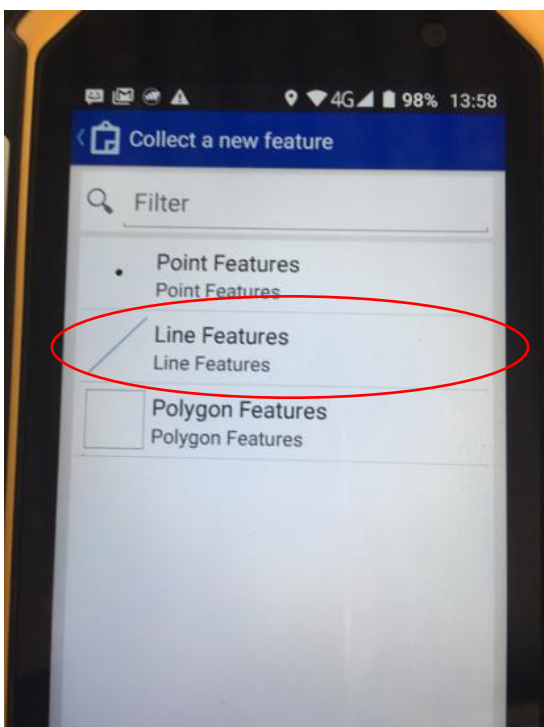 4G 98% 13:58
Collect a new feature
Filter
Point Features
Point Features
Line Features
Line Features
Polygon Features
Polygon Features